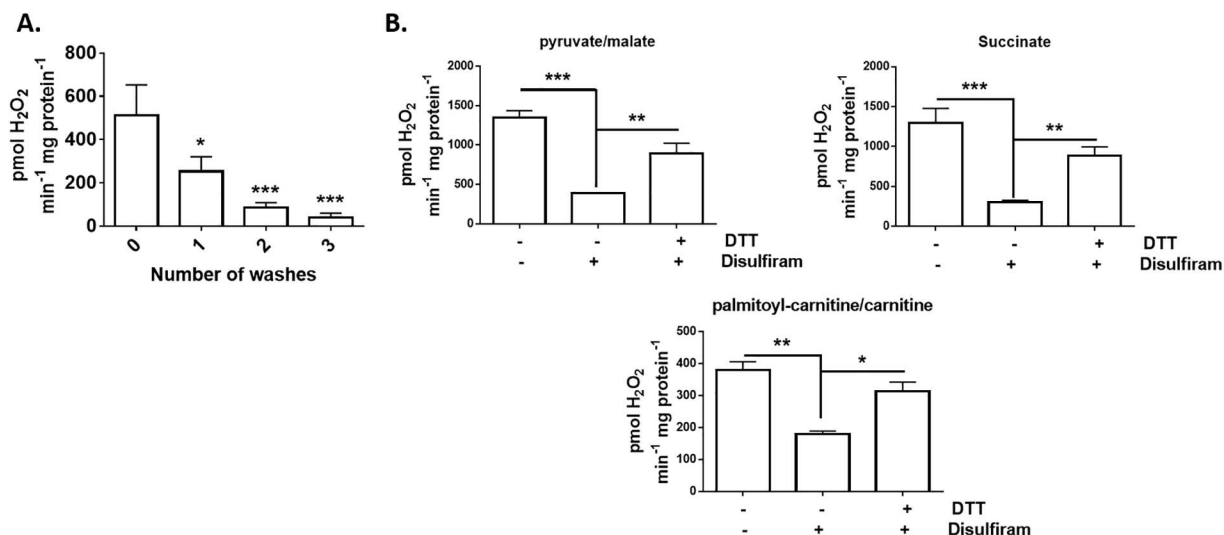 A.
pmol H₂O₂
min⁻¹ mg protein⁻¹
800
600
400
200
0
*
***
***
0 1 2 3
Number of washes
B.
pyruvate/malate
pmol H₂O₂
min⁻¹ mg protein⁻¹
2000
1500
1000
500
0
***
**
- - + DTT
- + + Disulfiram
Succinate
pmol H₂O₂
min⁻¹ mg protein⁻¹
2000
1500
1000
500
0
***
**
- - + DTT
- + + Disulfiram
palmitoyl-carnitine/carnitine
pmol H₂O₂
min⁻¹ mg protein⁻¹
500
400
300
200
100
0
**
*
- - + DTT
- + + Disulfiram